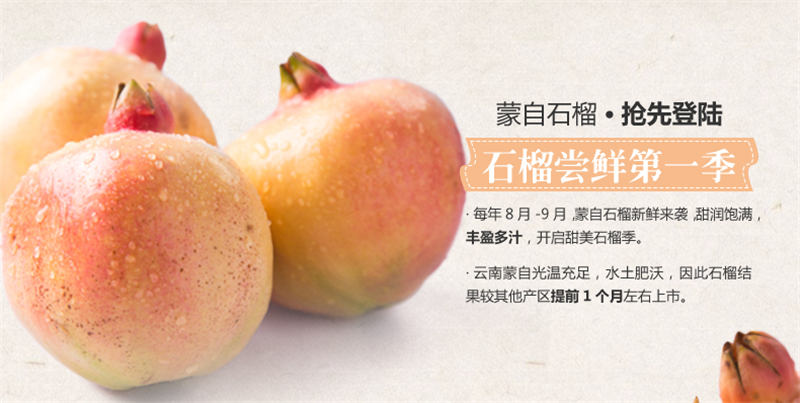 蒙自石榴•抢先登陆
石榴尝鲜第一季
· 每年 8 月 -9 月 ,蒙自石榴新鲜来袭 ,甜润饱满，
丰盈多汁，开启甜美石榴季。
· 云南蒙自光温充足，水土肥沃，因此石榴结
果较其他产区提前 1 个月左右上市。